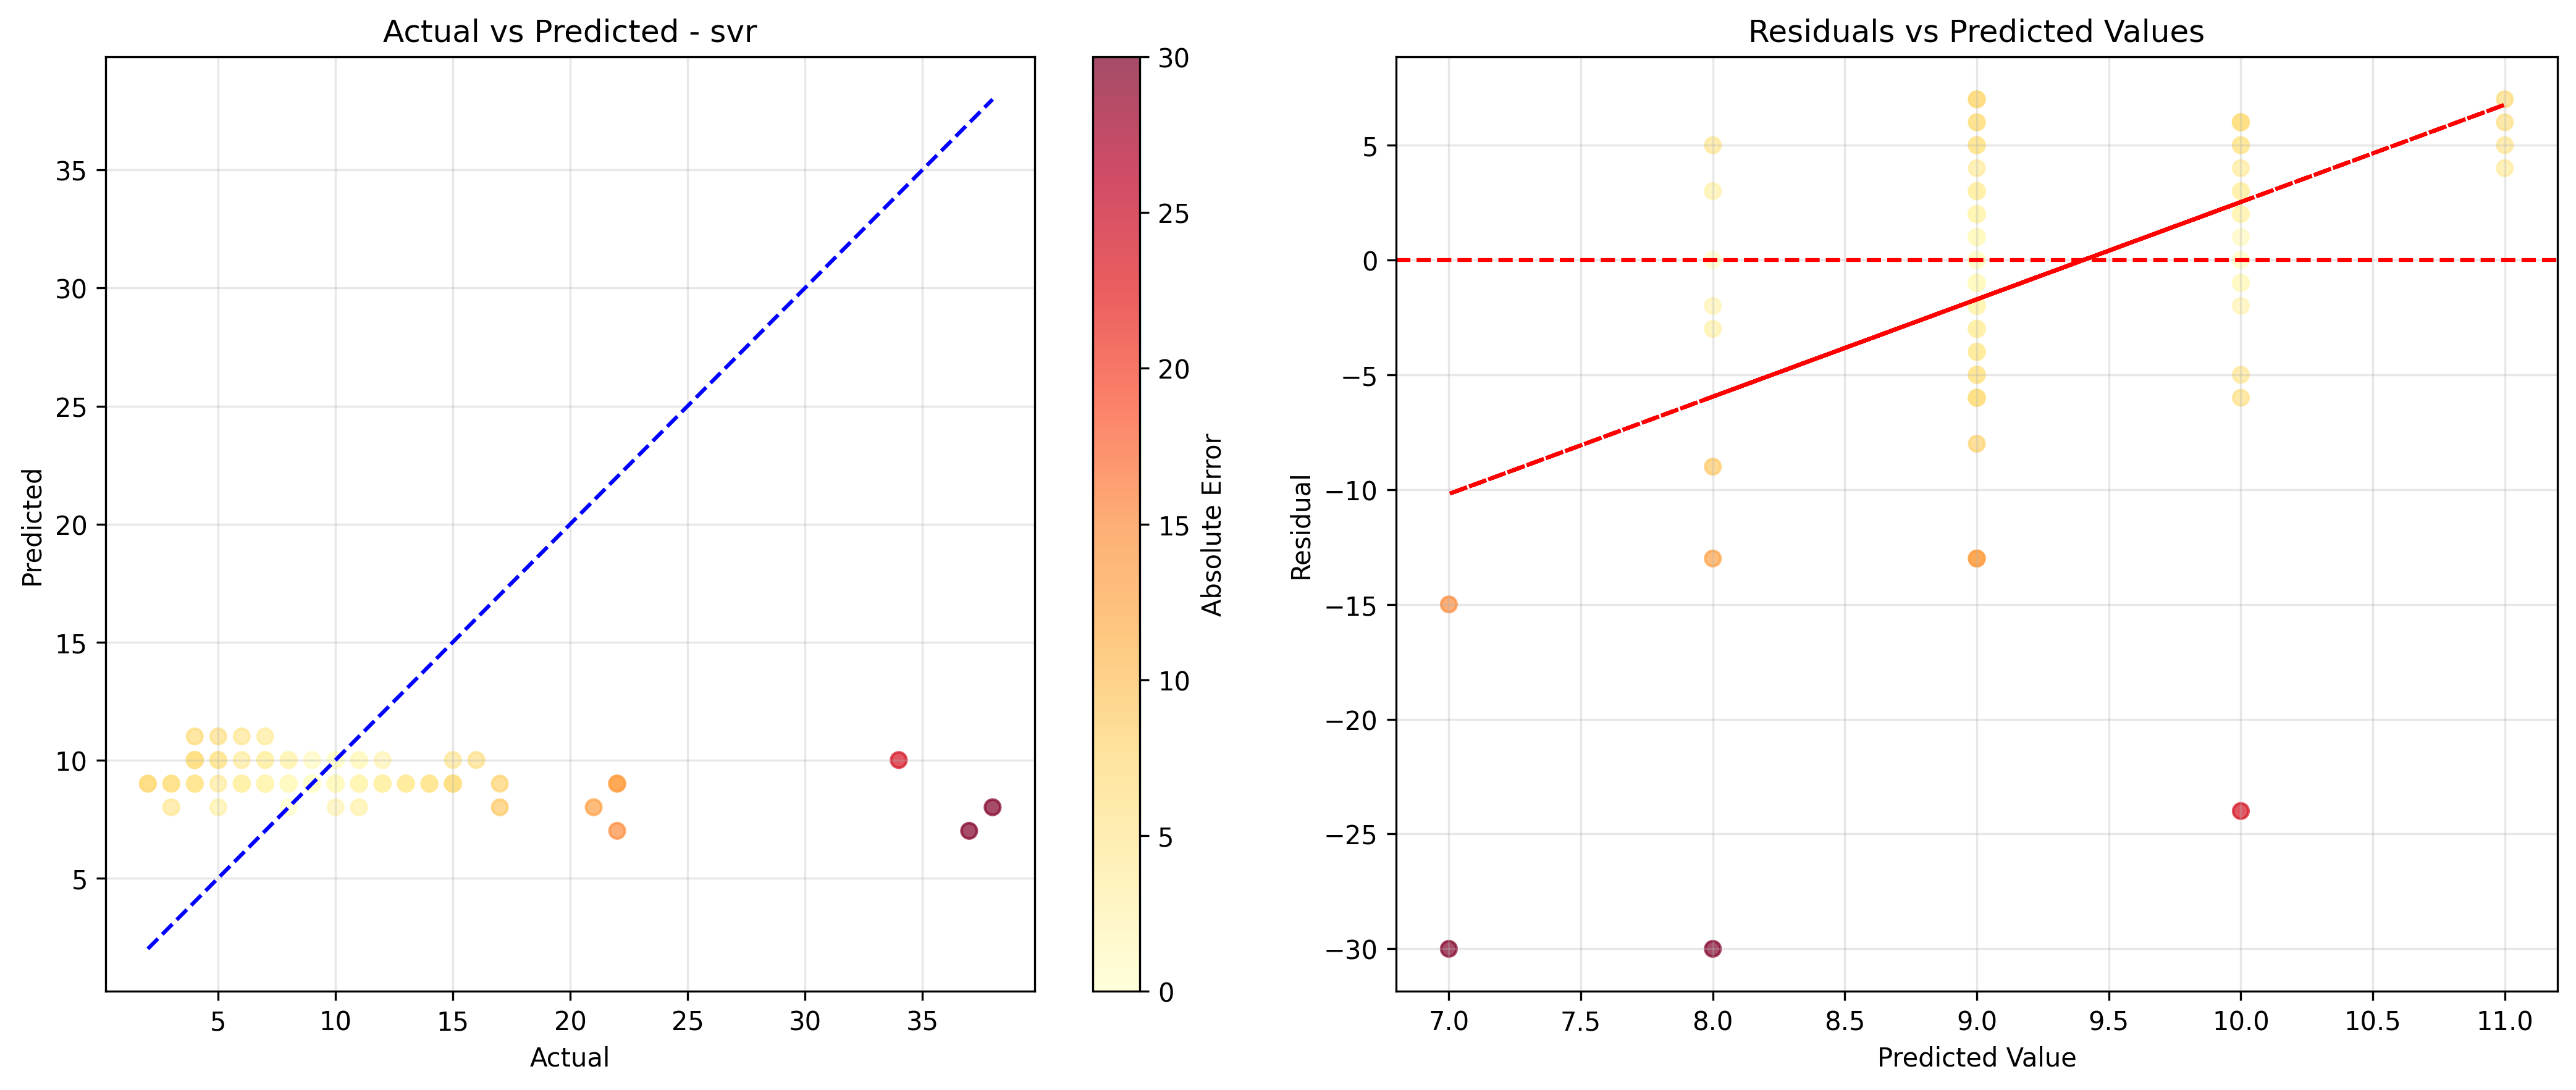 Actual vs Predicted - svr
Predicted
35
30
25
20
15
10
5
5 10 15 20 25 30 35
Actual
30
25
20
15
10
5
0
Absolute Error
Residuals vs Predicted Values
Residual
5
0
−5
−10
−15
−20
−25
−30
7.0 7.5 8.0 8.5 9.0 9.5 10.0 10.5 11.0
Predicted Value